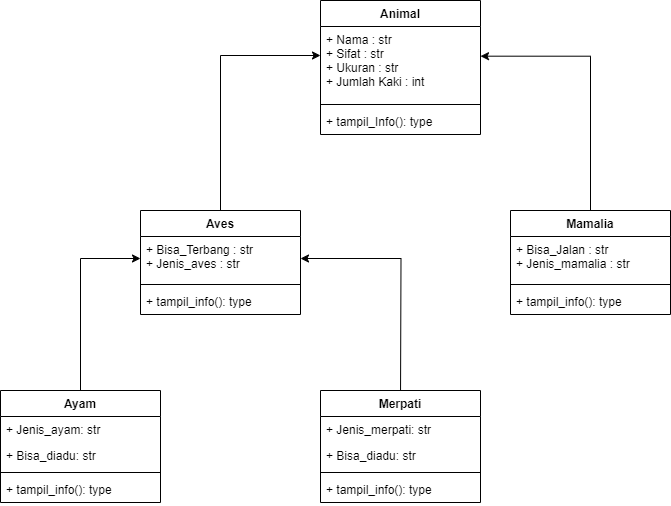 Animal
+ Nama : str
+ Sifat : str
+ Ukuran : str
+ Jumlah Kaki : int
+ tampil_Info(): type
Aves
+ Bisa_Terbang : str
+ Jenis_aves : str
+ tampil_info(): type
Mamalia
+ Bisa_Jalan : str
+ Jenis_mamalia : str
+ tampil_info(): type
Ayam
+ Jenis_ayam: str
+ Bisa_diadu: str
+ tampil_info(): type
Merpati
+ Jenis_merpati: str
+ Bisa_diadu: str
+ tampil_info(): type